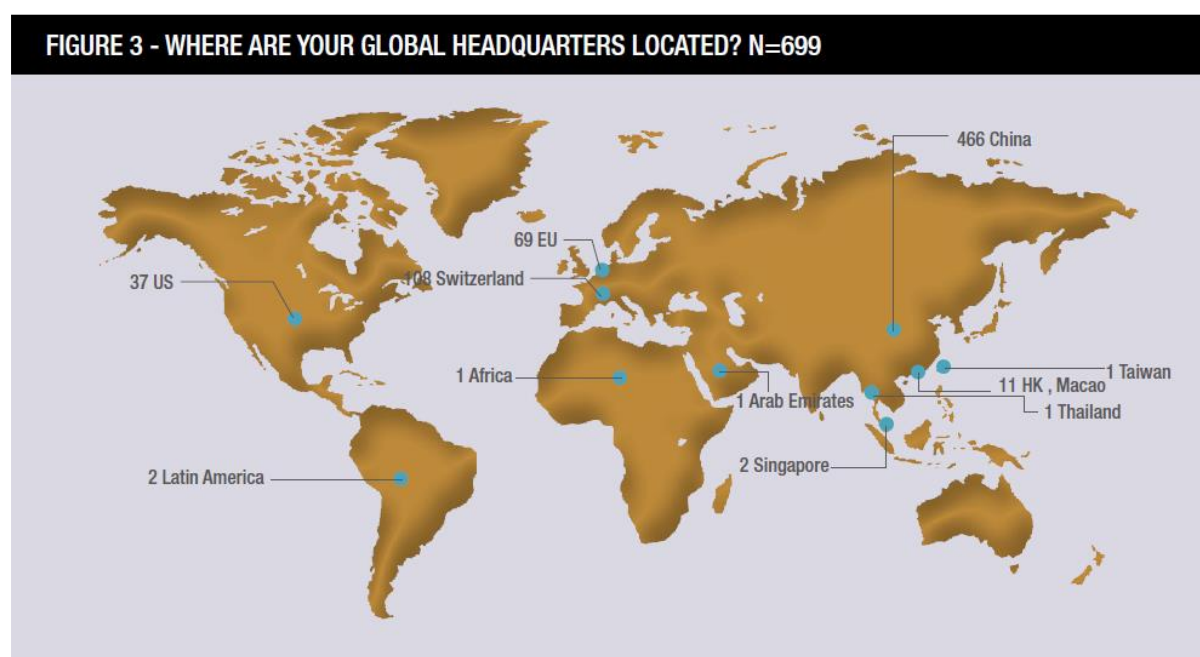 FIGURE 3 - WHERE ARE YOUR GLOBAL HEADQUARTERS LOCATED? N=699
466 China
69 EU
108 Switzerland
37 US
1 Africa
1 Arab Emirates
1 Taiwan
11 HK , Macao
1 Thailand
2 Singapore
2 Latin America